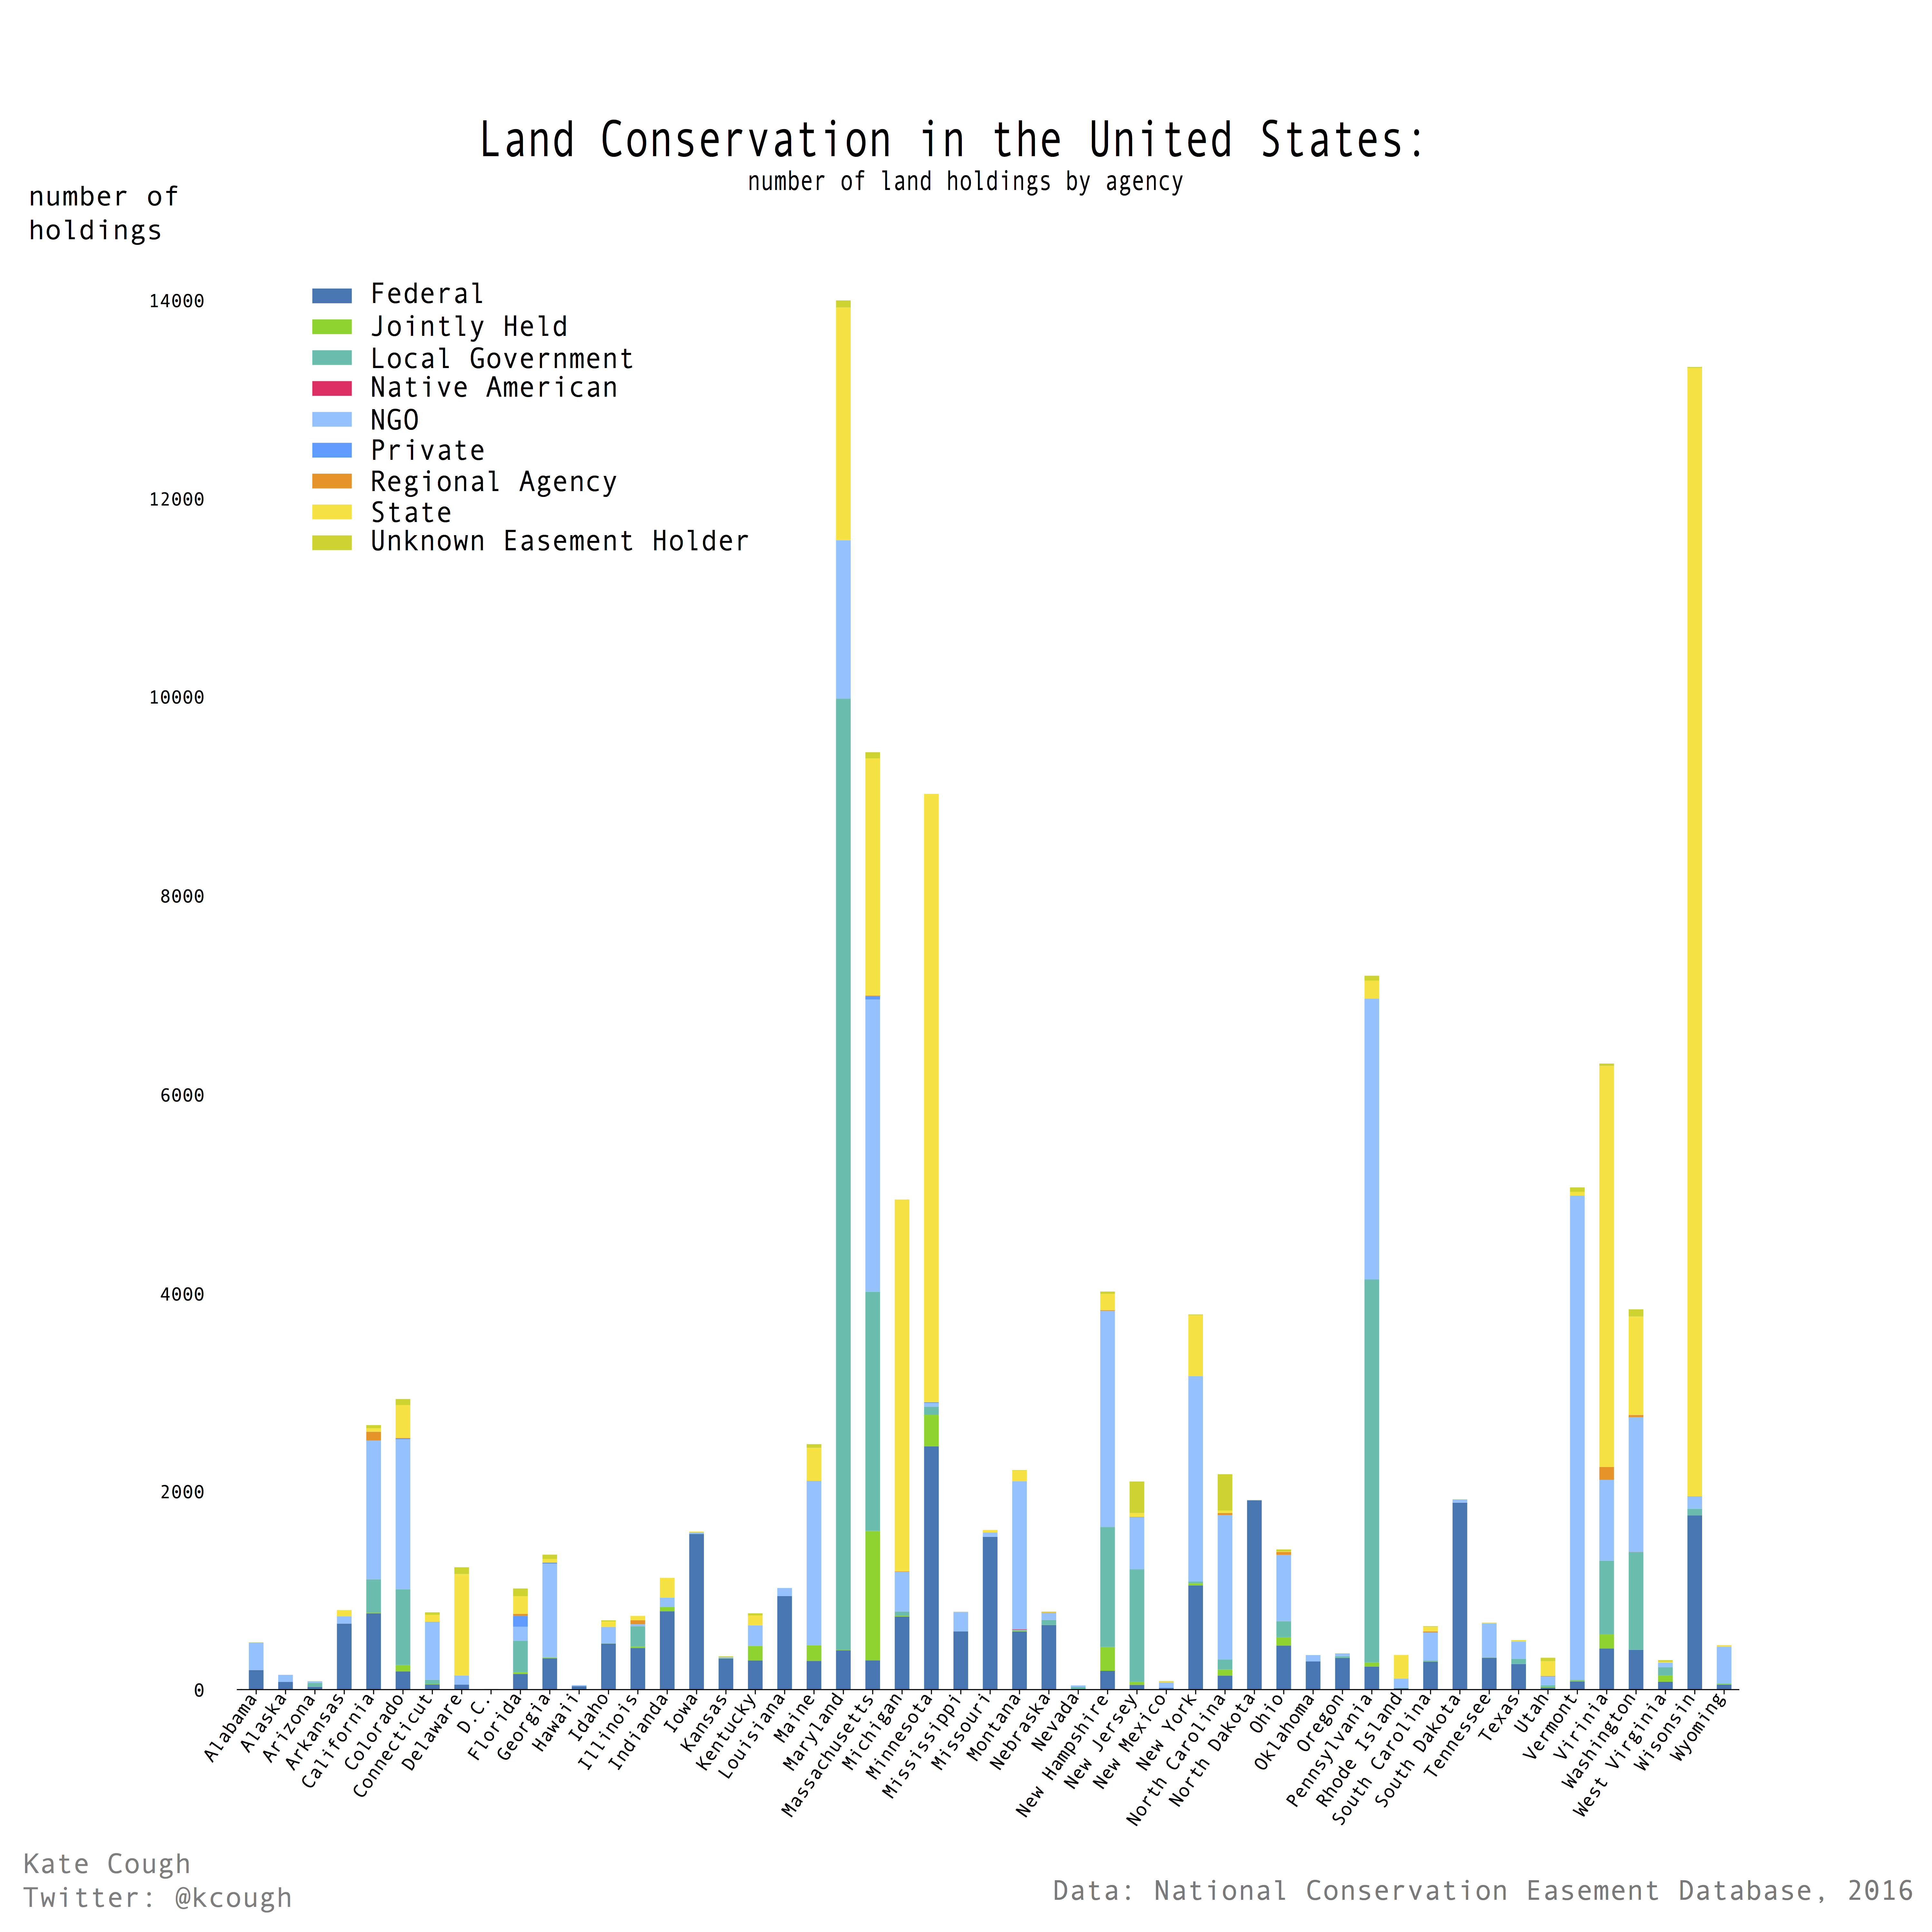 Land Conservation in the United States:
number of land holdings by agency
number of
holdings
Federal
Jointly Held
Local Government
Native American
NGO
Private
Regional Agency
State
Unknown Easement Holder
14000
12000
10000
8000
6000
4000
2000
0
Alabama
Alaska
Arizona
Arkansas
California
Colorado
Connecticut
Delaware
D.C.
Florida
Georgia
Hawaii
Idaho
Illinois
Indianda
Iowa
Kansas
Kentucky
Louisiana
Maine
Maryland
Massachusetts
Michigan
Minnesota
Mississippi
Missouri
Montana
Nebraska
Nevada
New Hampshire
New Jersey
New Mexico
New York
North Carolina
North Dakota
Ohio
Oklahoma
Oregon
Pennsylvania
Rhode Island
South Carolina
South Dakota
Tennessee
Texas
Utah
Vermont
Virinia
Washington
West Virginia
Wisonsin
Wyoming
Kate Cough
Twitter: @kcough
Data: National Conservation Easement Database, 2016